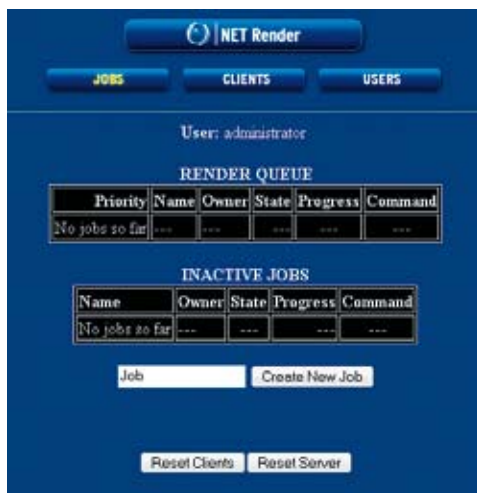 NET Render
JOBS CLIENTS USERS
User: administrator
RENDER QUEUE
Priority Name Owner State Progress Command
No jobs so far --- --- --- --- ---
INACTIVE JOBS
Name Owner State Progress Command
No jobs so far --- --- --- ---
Job Create New Job
Reset Clients Reset Server